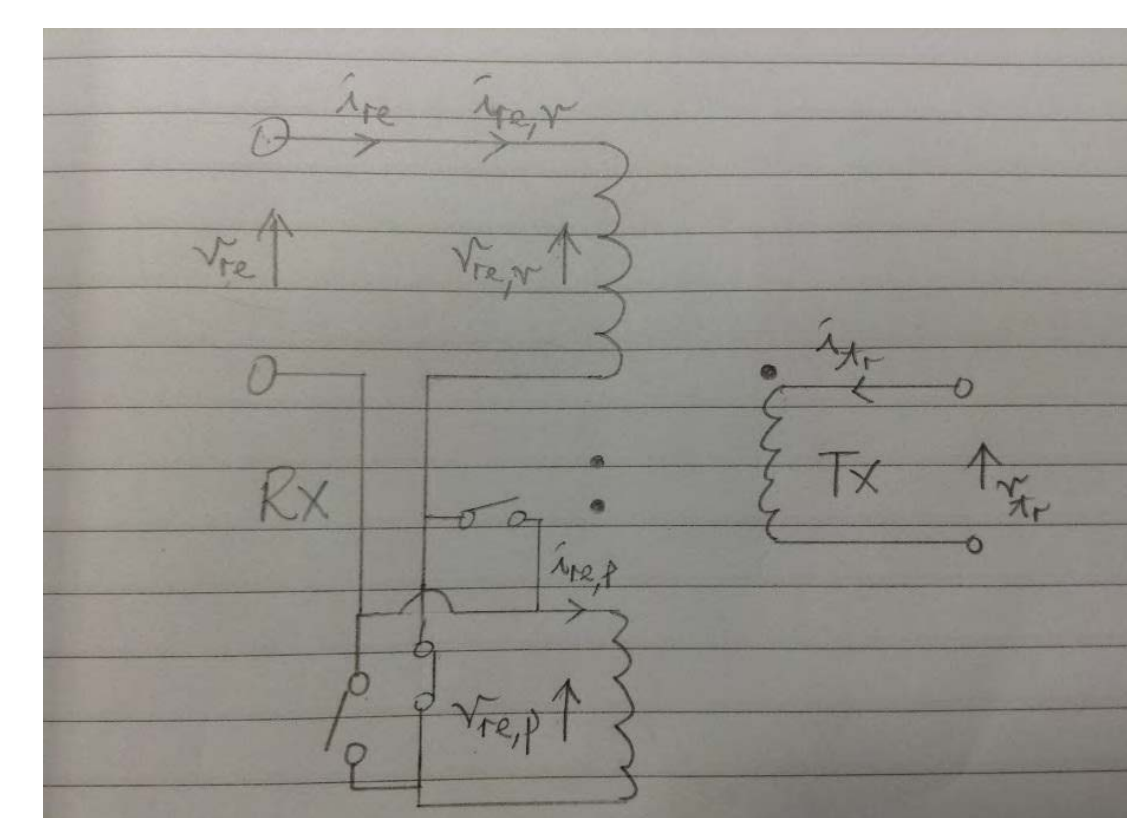 i_re i_re,r
v_re v_re,r
i_tr
Rx Tx v_tr
i_re,p
v_re,p